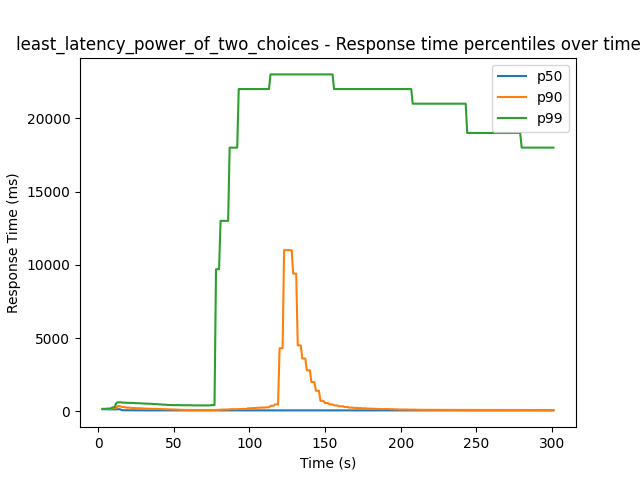 least_latency_power_of_two_choices - Response time percentiles over time
p50
p90
p99
20000
15000
10000
5000
0
Response Time (ms)
0 50 100 150 200 250 300
Time (s)